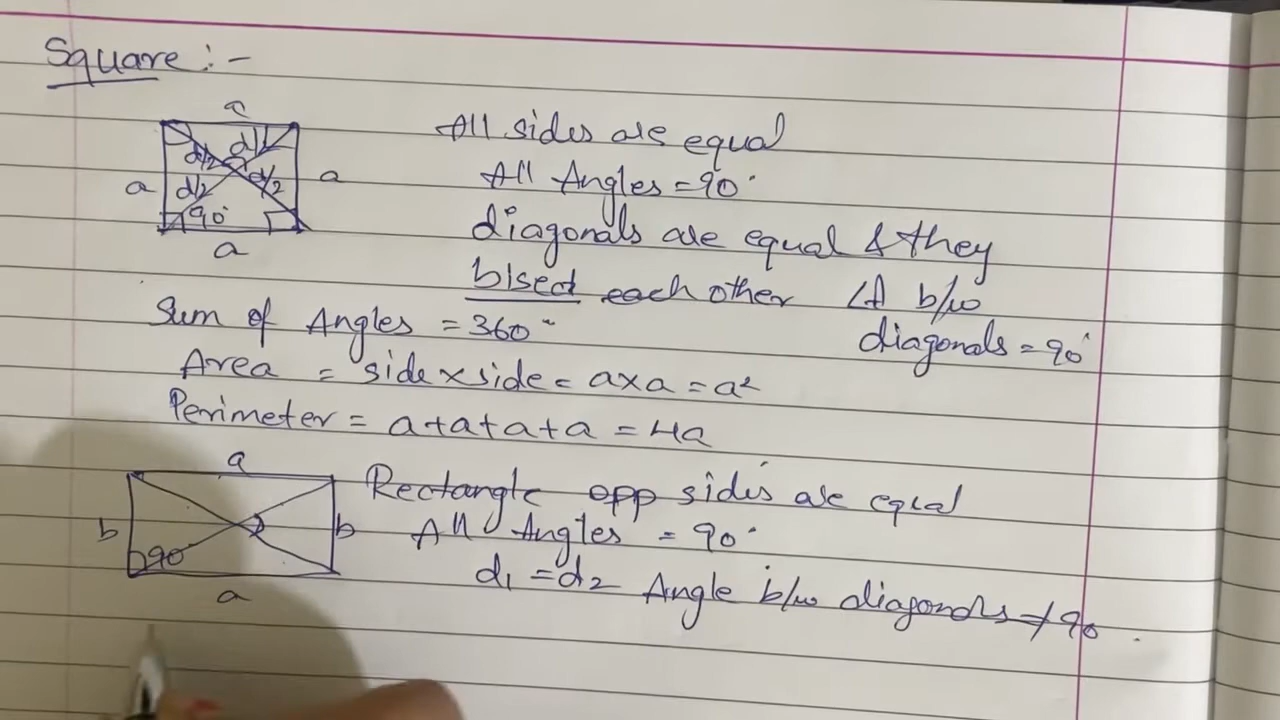 Square :-
a
d/2 d/2
a d/2 d/2 a
90°
a
All sides are equal
All Angles = 90°
diagonals are equal & they
bisect each other
∠A b/w
diagonals = 90°
Sum of Angles = 360°
Area = side x side = a x a = a²
Perimeter = a + a + a + a = 4a
a
b b
90
a
Rectangle opp sides are equal
All Angles = 90°
d₁ = d₂ Angle b/w diagonals ≠ 90